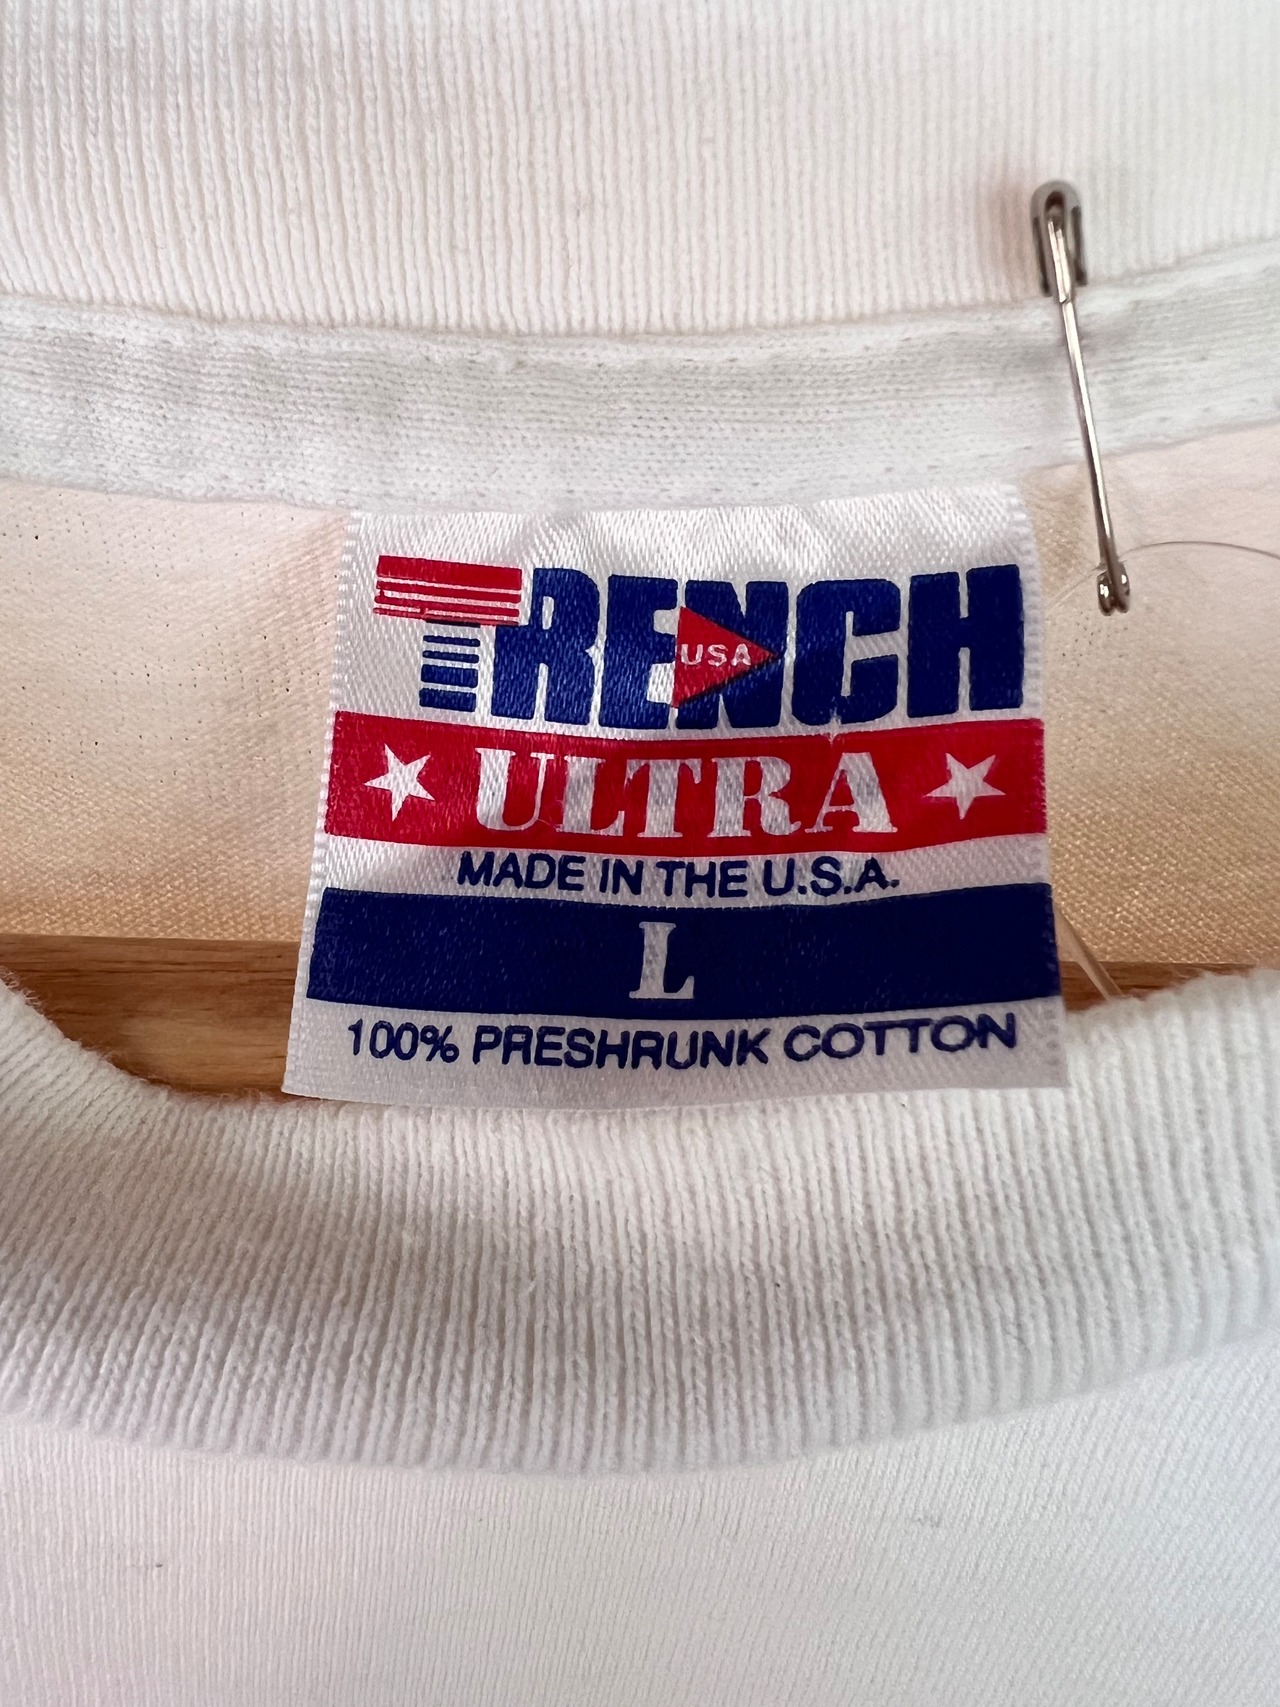 TRENCH
USA
ULTRA
MADE IN THE U.S.A.
L
100% PRESHRUNK COTTON